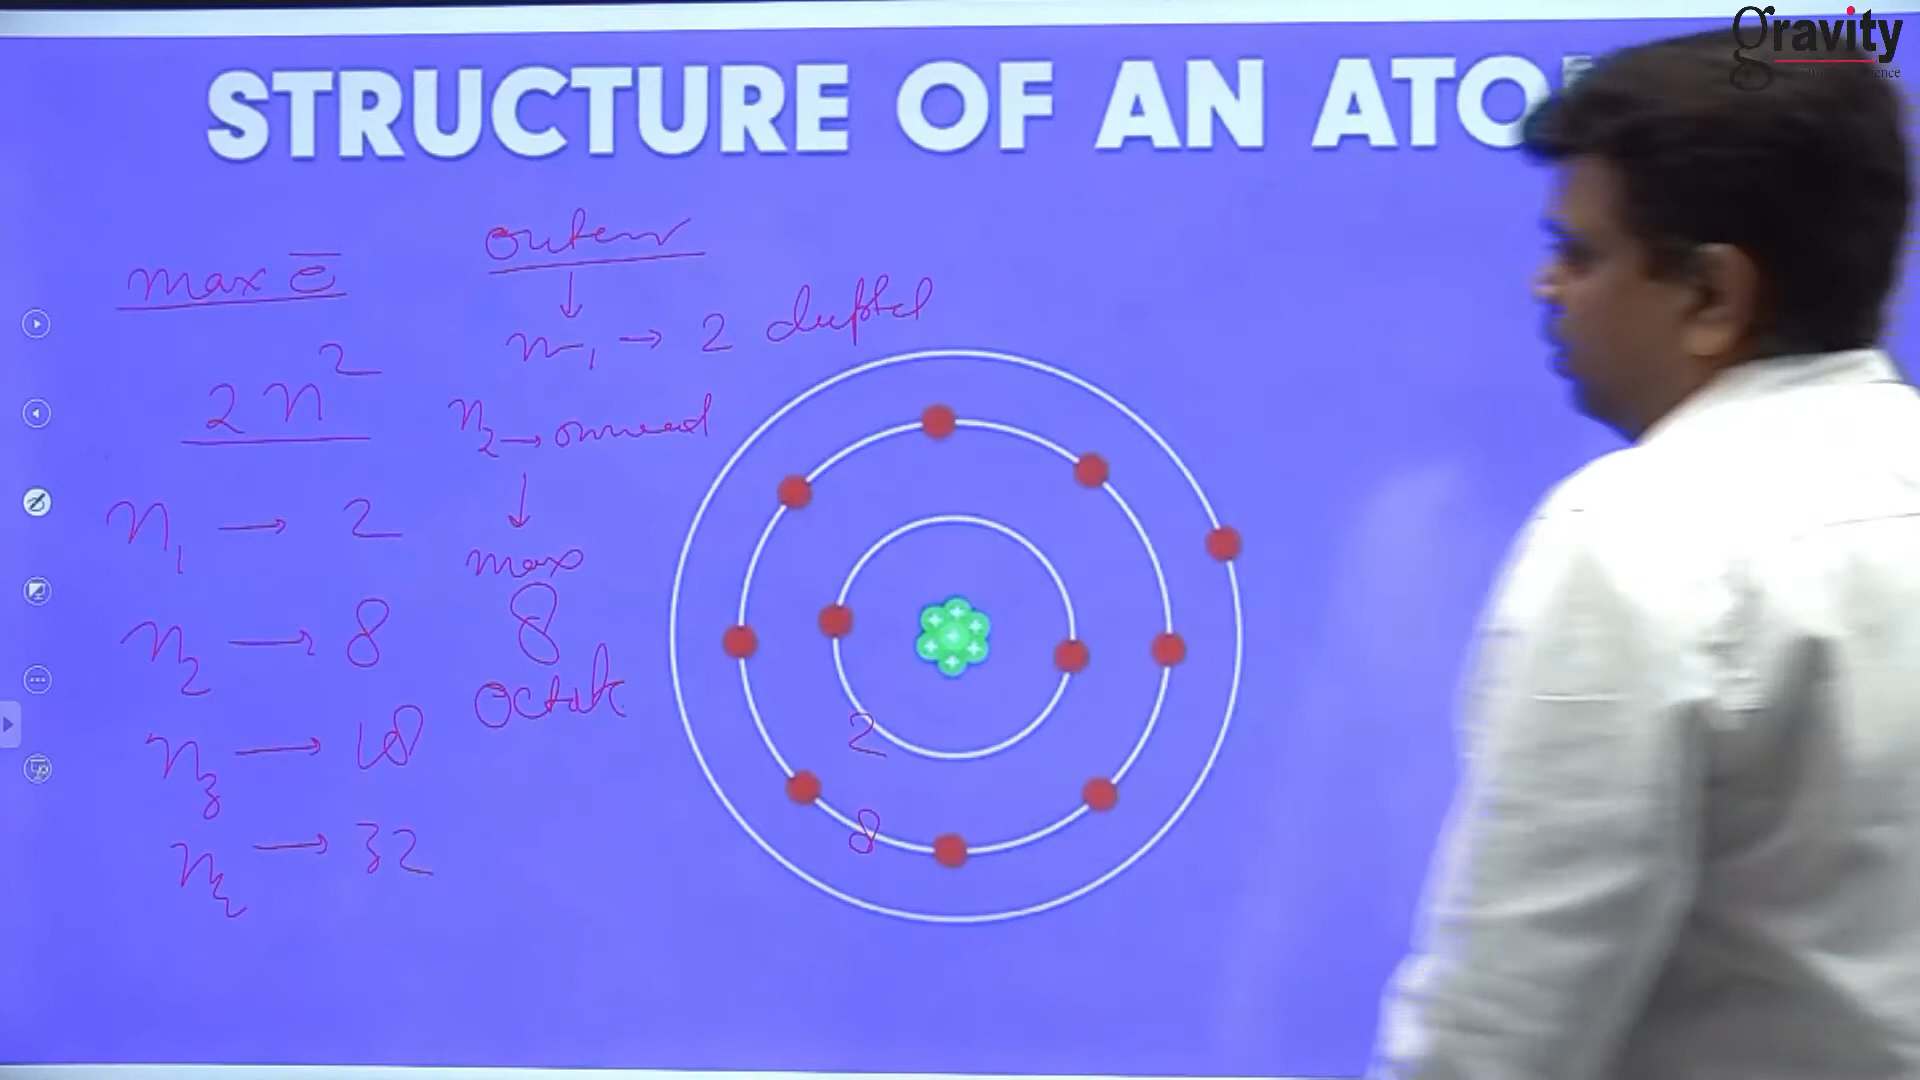 gravity
STRUCTURE OF AN ATO
max e̅
2n²
n₁ → 2
n₂ → 8
n₃ → 18
n₄ → 32
outer
↓
n₁ → 2 duplet
n₂ → onward
↓
max
8
octate
2
8